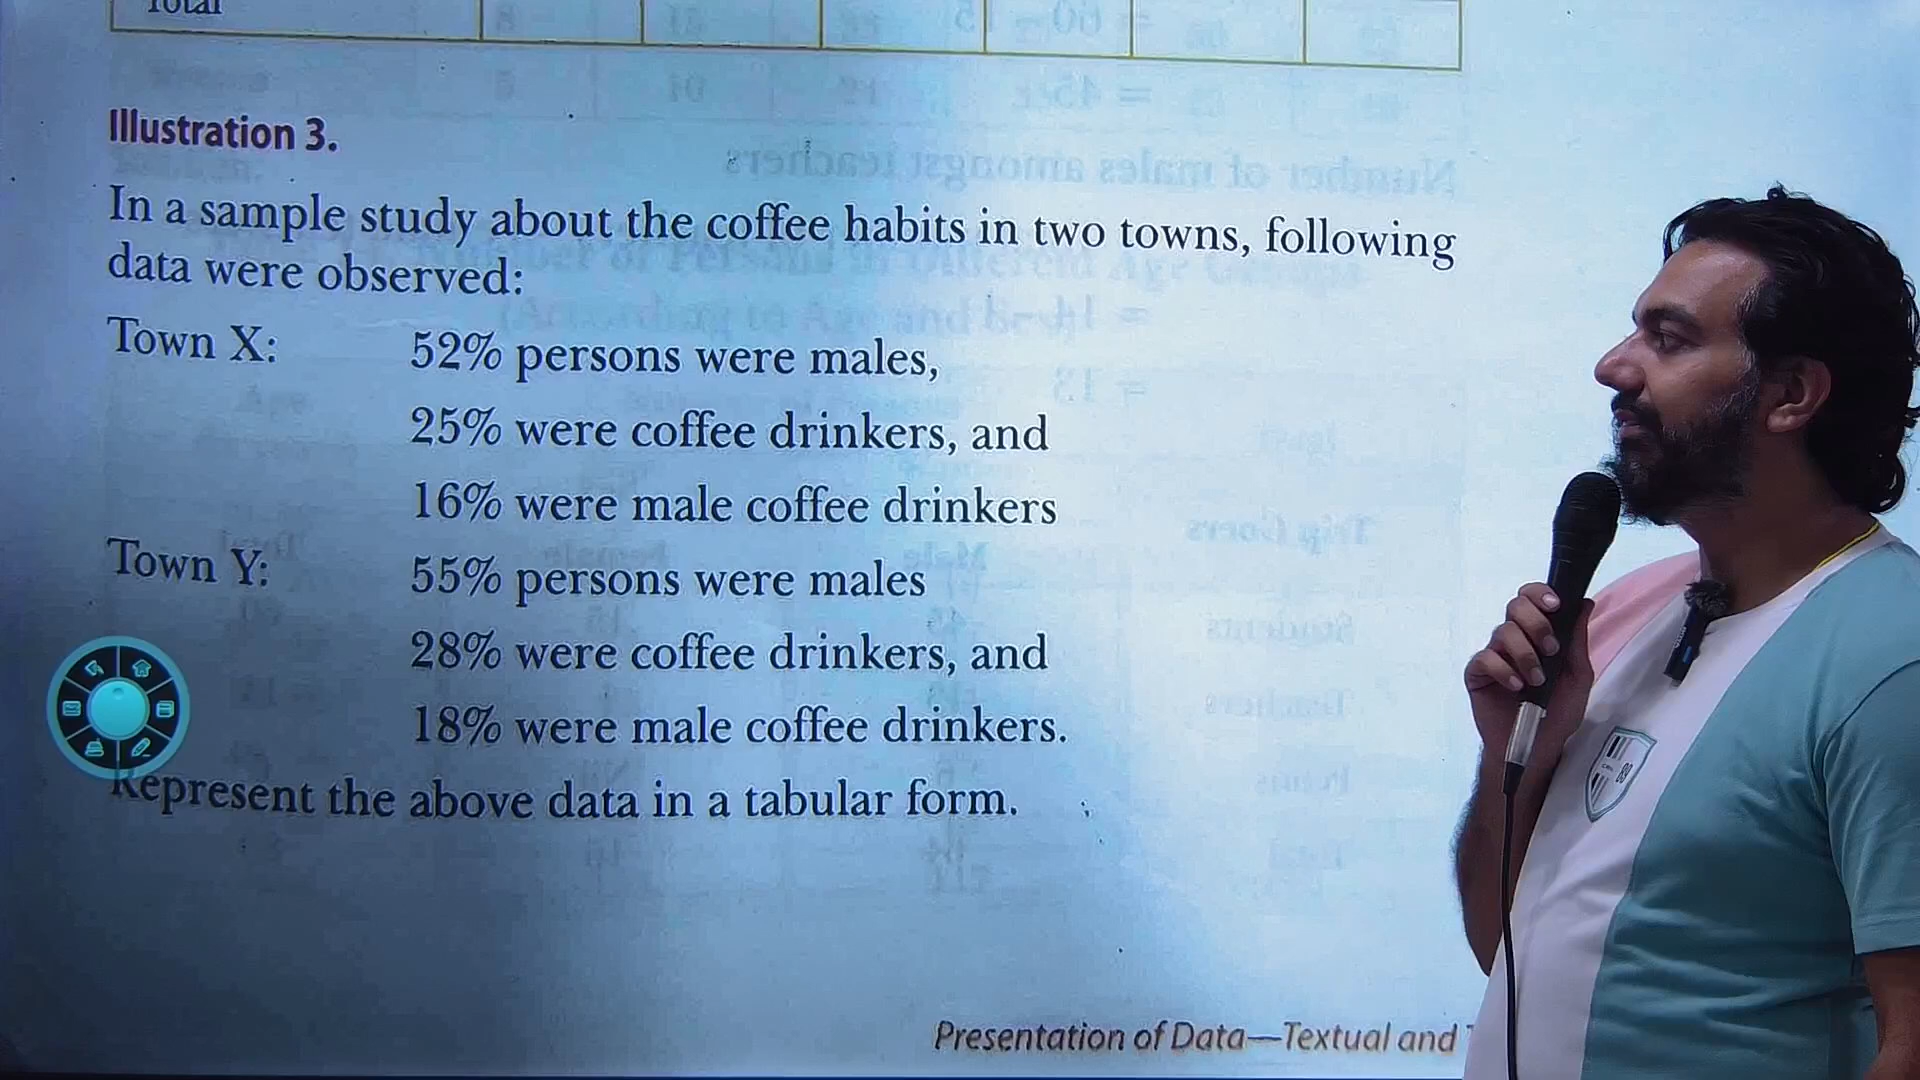 Total
Illustration 3.
In a sample study about the coffee habits in two towns, following
data were observed:
Town X: 52% persons were males,
25% were coffee drinkers, and
16% were male coffee drinkers
Town Y: 55% persons were males
28% were coffee drinkers, and
18% were male coffee drinkers.
Represent the above data in a tabular form.
Presentation of Data—Textual and